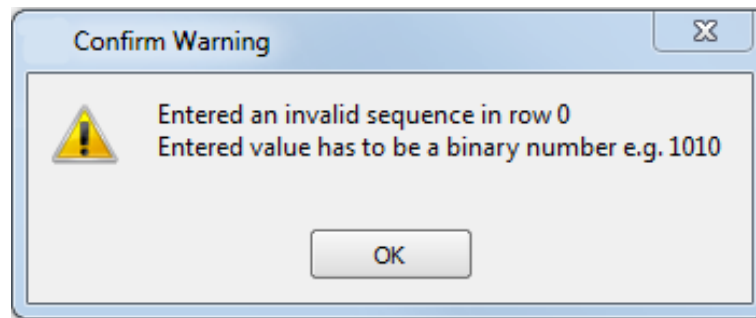 Confirm Warning
Entered an invalid sequence in row 0
Entered value has to be a binary number e.g. 1010
OK